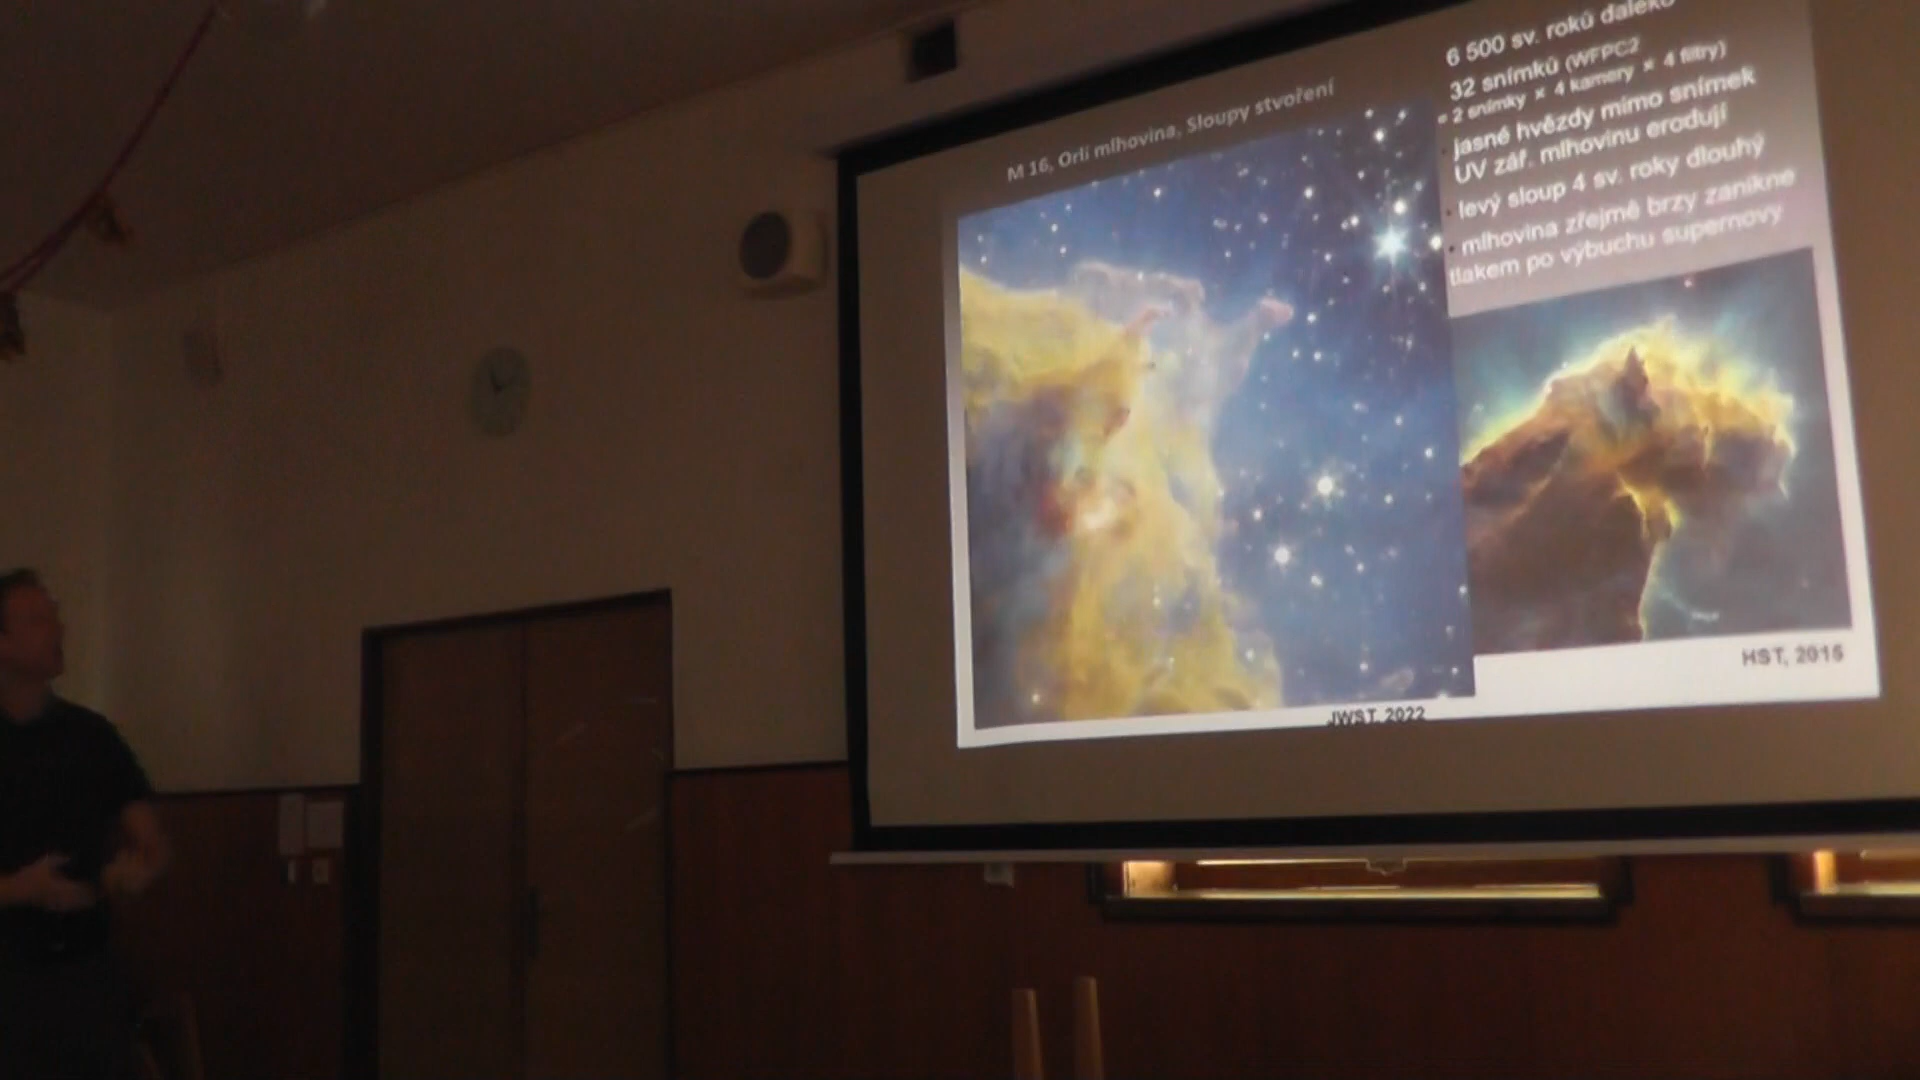 M 16, Orlí mlhovina, Sloupy stvoření
6 500 sv. roků daleko
32 snímků (WFPC2
= 2 snímky × 4 kamery × 4 filtry)
• jasné hvězdy mimo snímek
UV zář. mlhovinu erodují
• levý sloup 4 sv. roky dlouhý
• mlhovina zřejmě brzy zanikne
tlakem po výbuchu supernovy
HST, 2015
JWST, 2022